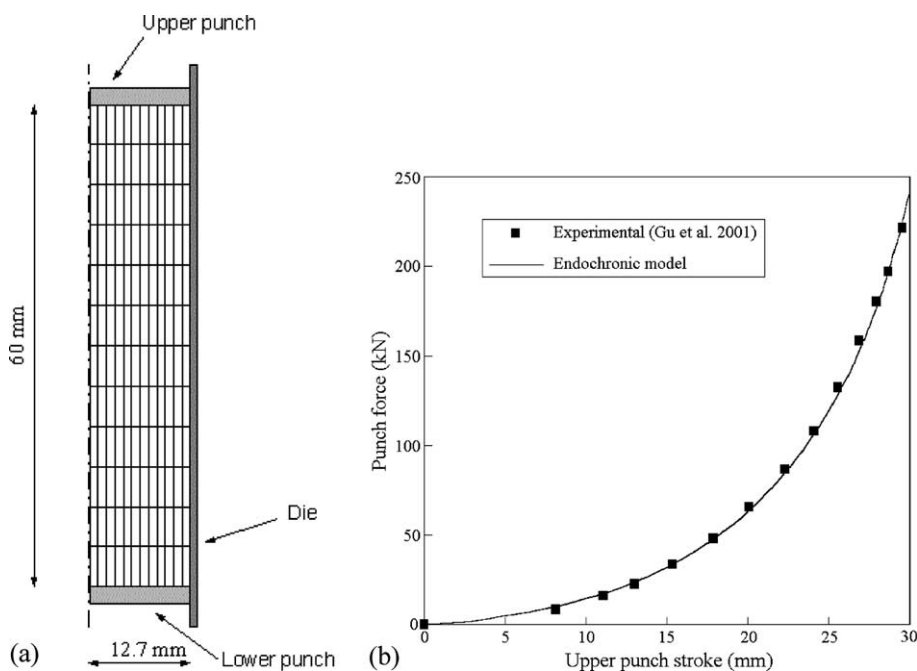 Upper punch
60 mm
Die
12.7 mm
Lower punch
(a)
250
200
150
100
50
0
Punch force (kN)
Experimental (Gu et al. 2001)
Endochronic model
0
5
10
15
20
25
30
Upper punch stroke (mm)
(b)